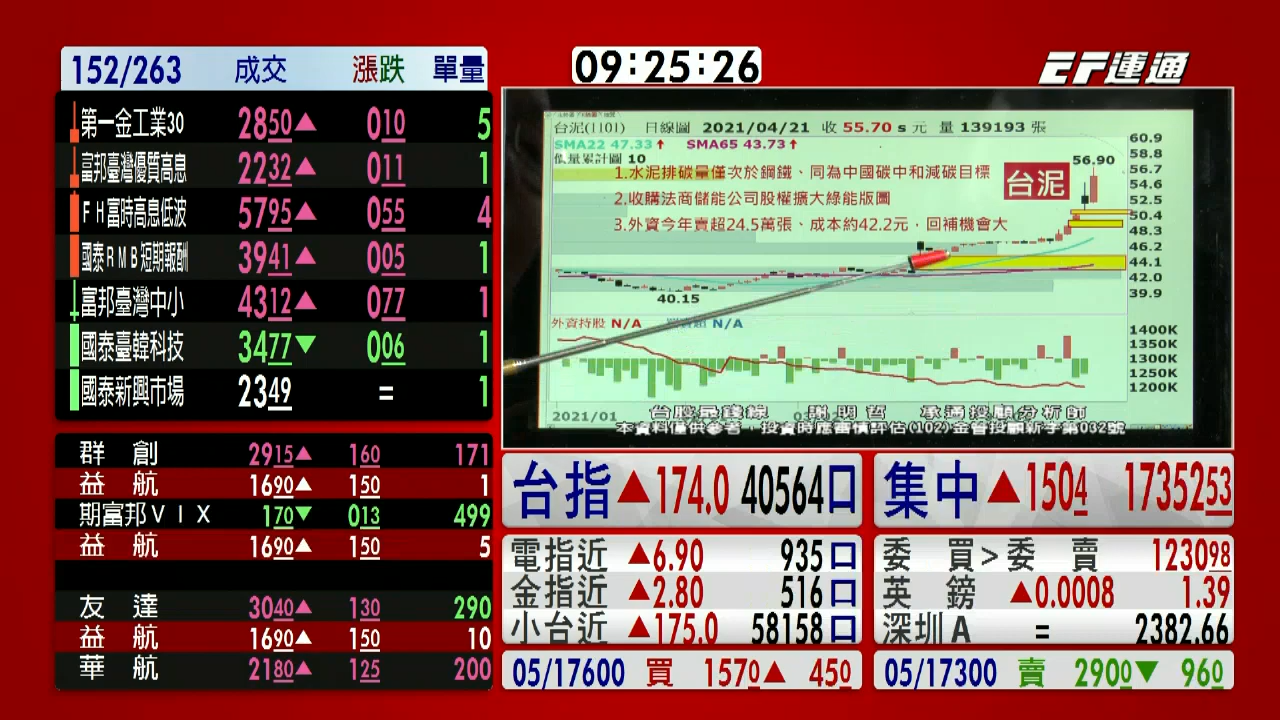 152/263 成交 漲跌 單量
第一金工業30 2850▲ 010 5
富邦臺灣優質高息 2232▲ 011 1
FH富時高息低波 5795▲ 055 4
國泰RMB短期報酬 3941▲ 005 1
富邦臺灣中小 4312▲ 077 1
國泰臺韓科技 3477▼ 006 1
國泰新興市場 2349 = 1
群創 2915▲ 160 171
益航 1690▲ 150 1
期富邦VIX 170▼ 013 499
益航 1690▲ 150 5
友達 3040▲ 130 290
益航 1690▲ 150 10
華航 2180▲ 125 200
09:25:26
EF運通
台泥(1101) 日線圖 2021/04/21 收 55.70 s 元 量 139193 張
SMA22 47.33↑ SMA65 43.73↑
價量累計圖 10
1.水泥排碳量僅次於鋼鐵、同為中國碳中和減碳目標
2.收購法商儲能公司股權擴大綠能版圖
3.外資今年賣超24.5萬張、成本約42.2元，回補機會大
台泥
56.90
40.15
60.9
58.8
56.7
54.6
52.5
50.4
48.3
46.2
44.1
42.0
39.9
外資持股 N/A N/A
1400K
1350K
1300K
1250K
1200K
2021/01
台股最錢線 謝明哲 承通投顧分析師
本資料僅供參考，投資時應審慎評估(102)金管投顧新字第032號
台指▲174.0 40564口
電指近 ▲6.90 935口
金指近 ▲2.80 516口
小台近 ▲175.0 58158口
05/17600 買 1570▲ 450
集中▲1504 1735253
委買>委賣 123098
英鎊 ▲0.0008 1.39
深圳A = 2382.66
05/17300 賣 2900▼ 960